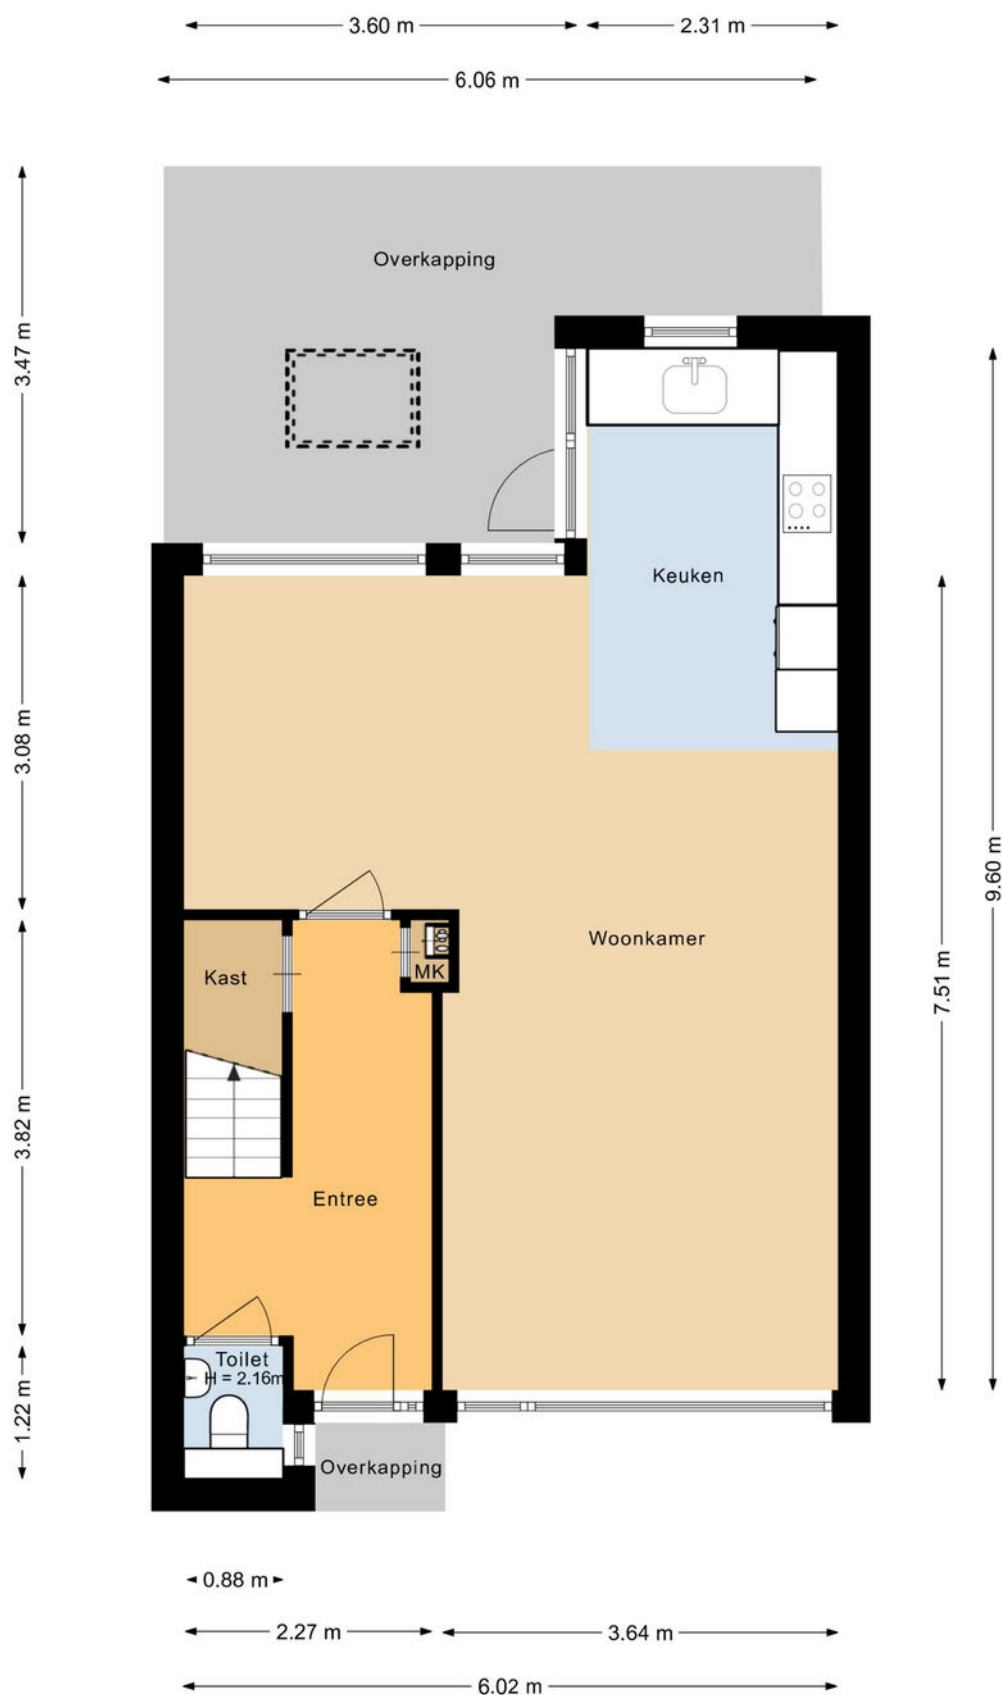 3.60 m
2.31 m
6.06 m
Overkapping
3.47 m
Keuken
3.08 m
9.60 m
Woonkamer
Kast
MK
7.51 m
3.82 m
Entree
Toilet
H = 2.16m
1.22 m
Overkapping
0.88 m
2.27 m
3.64 m
6.02 m